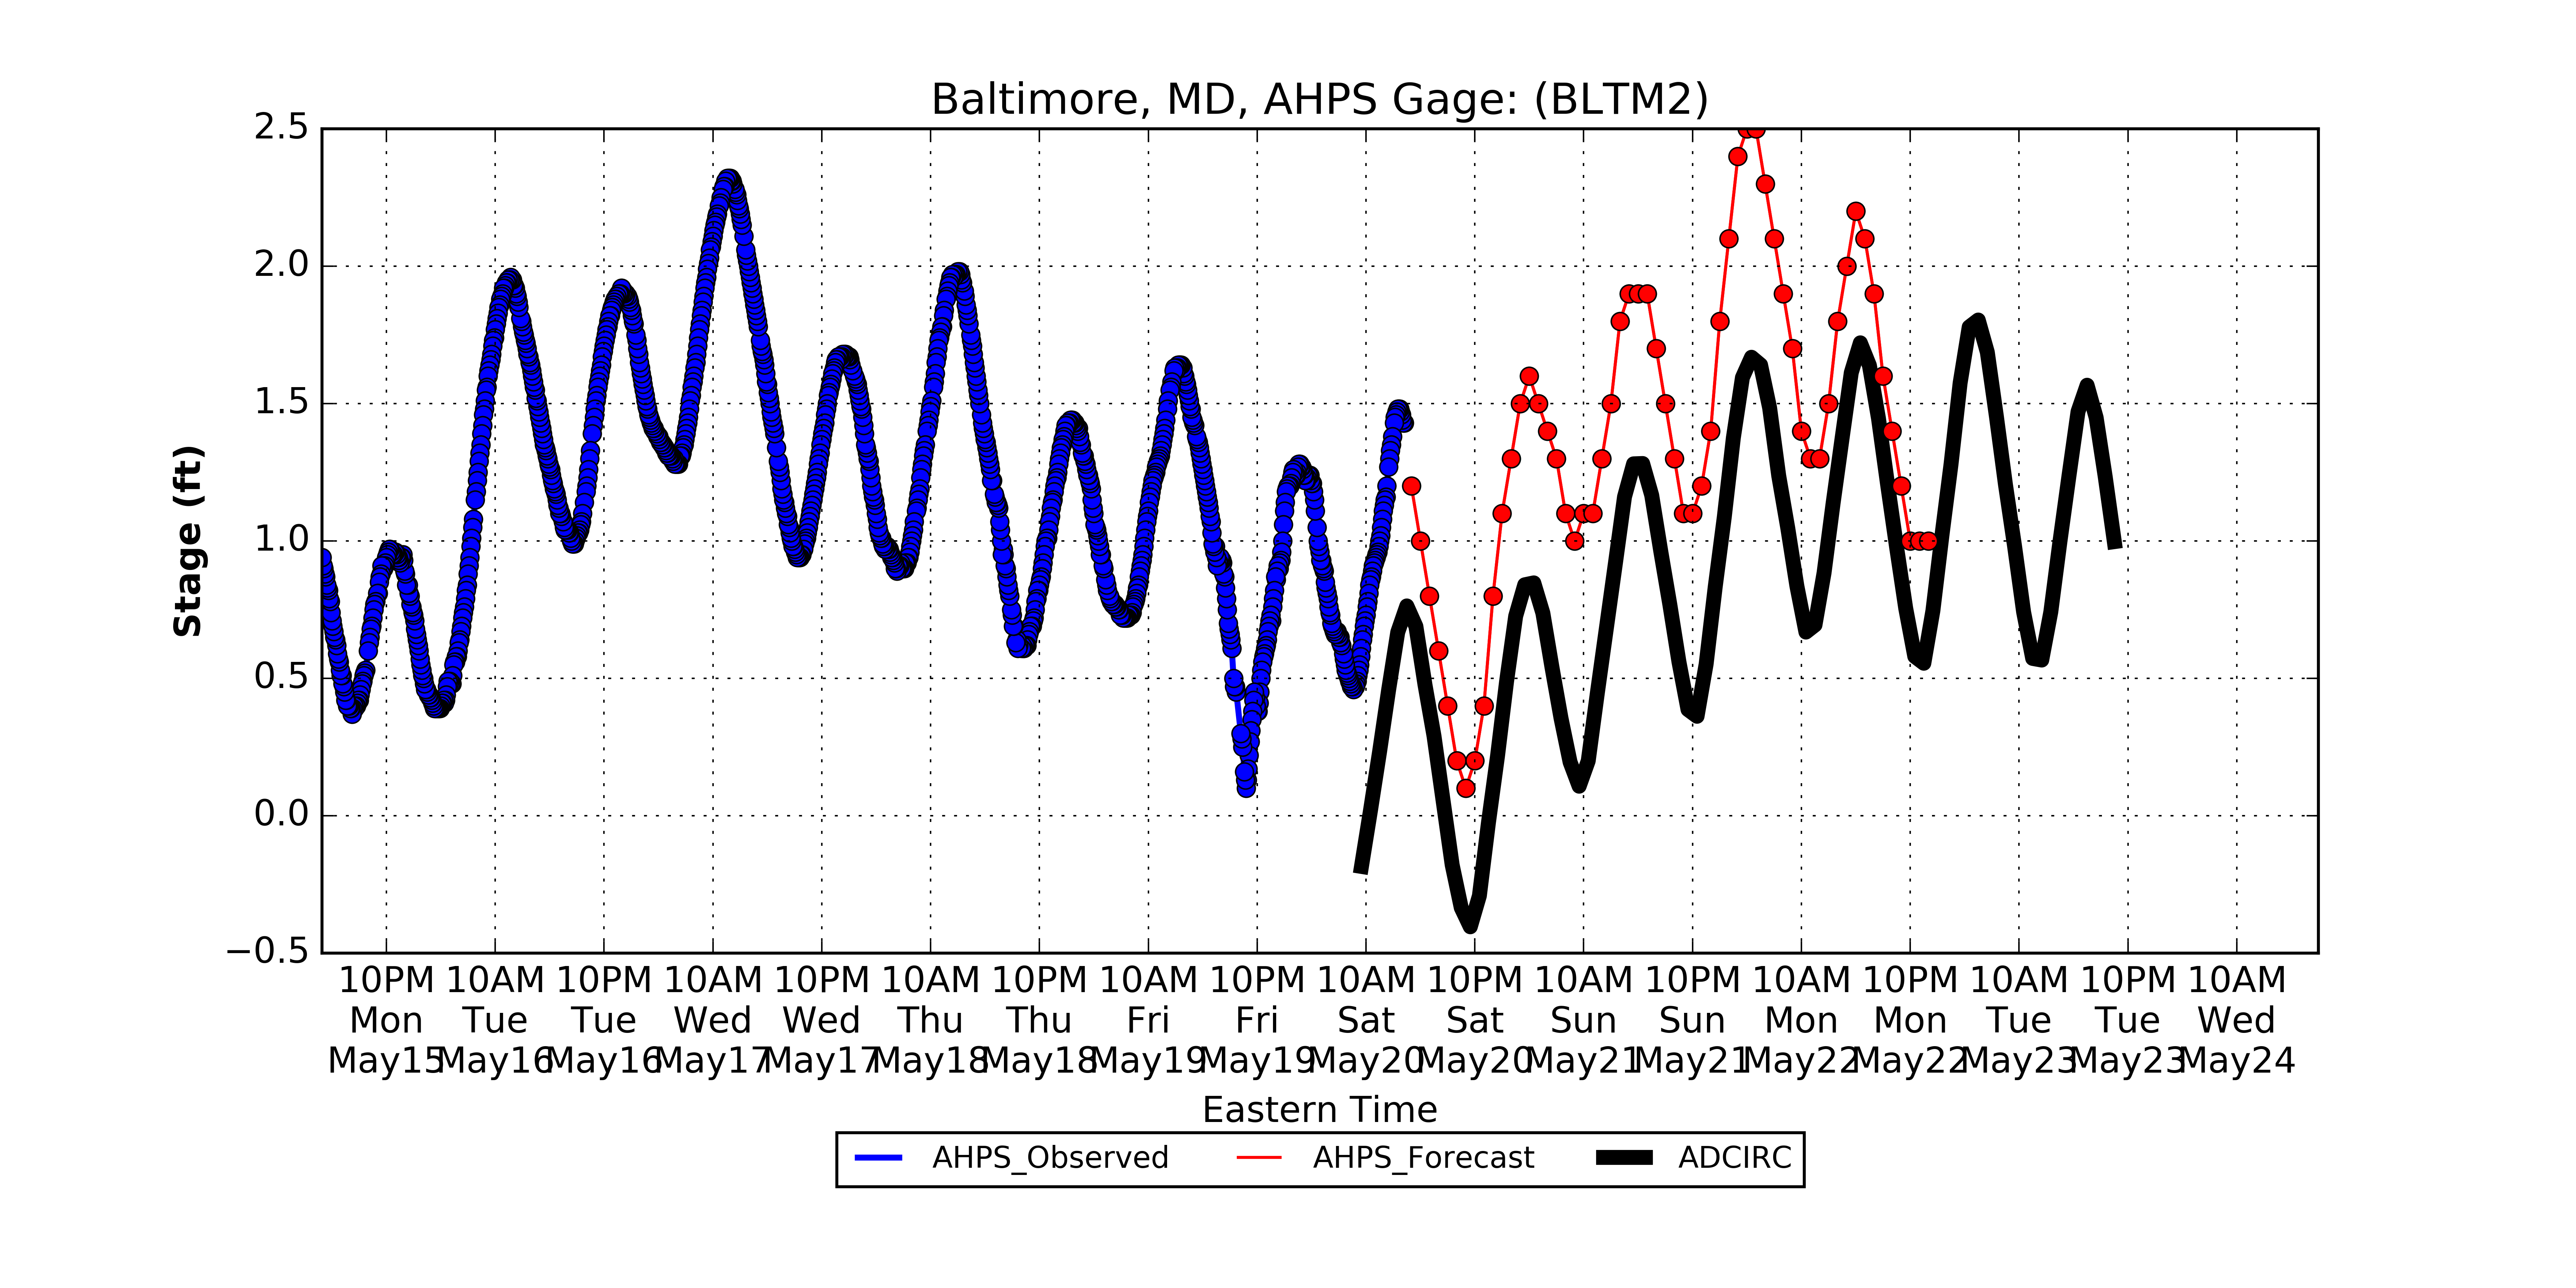 Baltimore, MD, AHPS Gage: (BLTM2)
2.5
2.0
1.5
1.0
0.5
0.0
−0.5
Stage (ft)
10PM 10AM 10PM 10AM 10PM 10AM 10PM 10AM 10PM 10AM 10PM 10AM 10PM 10AM 10PM 10AM 10PM 10AM
Mon Tue Tue Wed Wed Thu Thu Fri Fri Sat Sat Sun Sun Mon Mon Tue Tue Wed
May15 May16 May16 May17 May17 May18 May18 May19 May19 May20 May20 May21 May21 May22 May22 May23 May23 May24
Eastern Time
AHPS_Observed AHPS_Forecast ADCIRC